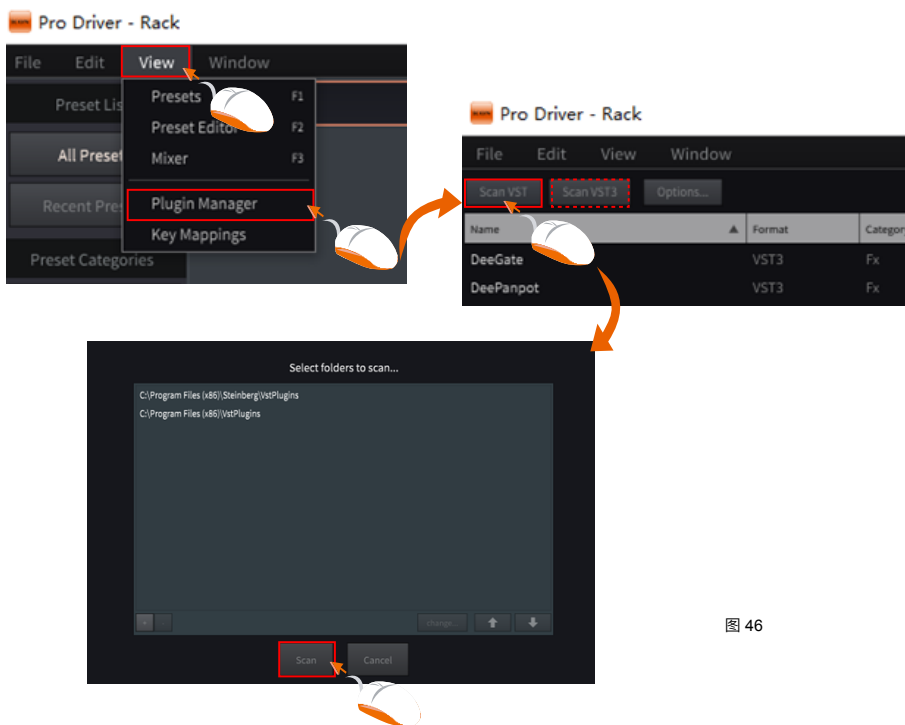 Pro Driver - Rack
File Edit View Window
Preset Lis
Presets F1
Preset Editor F2
All Preset
Mixer F3
Recent Pres
Plugin Manager
Key Mappings
Preset Categories
Pro Driver - Rack
File Edit View Window
Scan VST Scan VST3 Options...
Name Format Categor
DeeGate VST3 Fx
DeePanpot VST3 Fx
Select folders to scan...
C:\Program Files (x86)\Steinberg\VstPlugins
C:\Program Files (x86)\VstPlugins
+ - change...
Scan Cancel
图 46